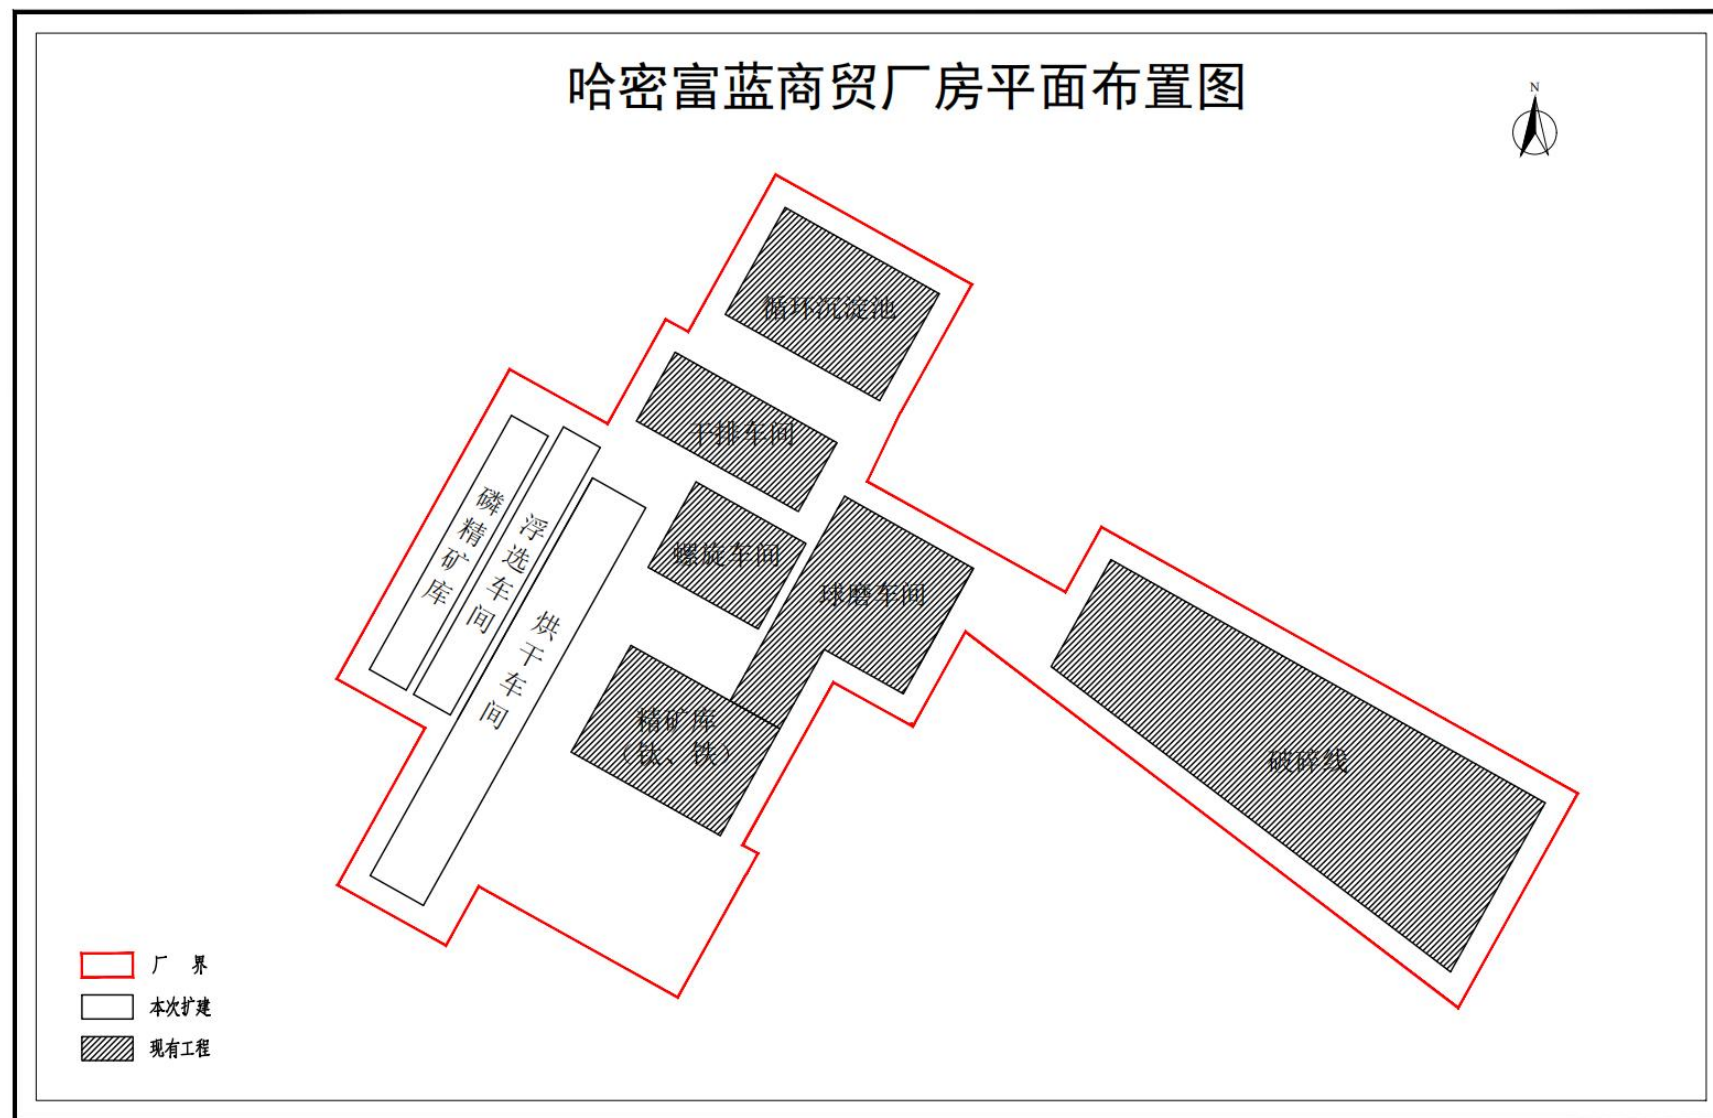 哈密富蓝商贸厂房平面布置图
N
循环沉淀池
干排车间
螺旋车间
球磨车间
磷精矿库
浮选车间
烘干车间
精矿库
（钛、铁）
破碎线
厂 界
本次扩建
现有工程